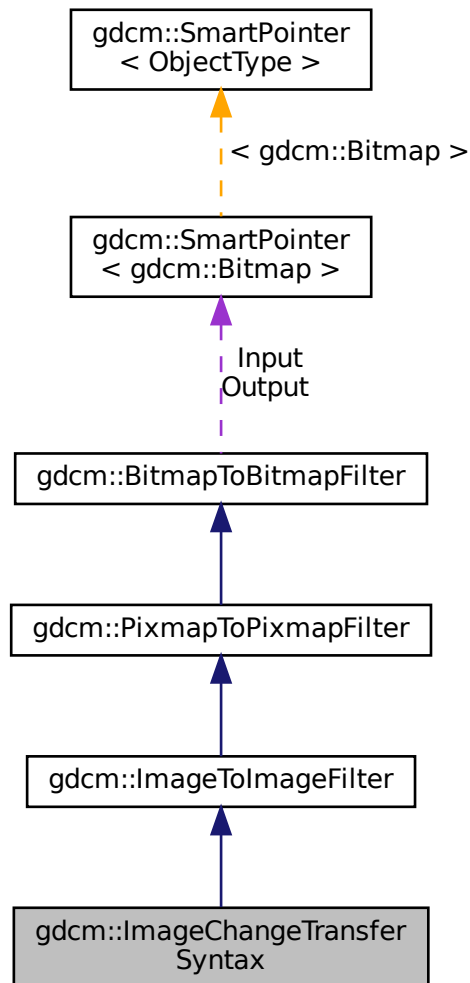 gdcm::SmartPointer
< ObjectType >
< gdcm::Bitmap >
gdcm::SmartPointer
< gdcm::Bitmap >
Input
Output
gdcm::BitmapToBitmapFilter
gdcm::PixmapToPixmapFilter
gdcm::ImageToImageFilter
gdcm::ImageChangeTransfer
Syntax